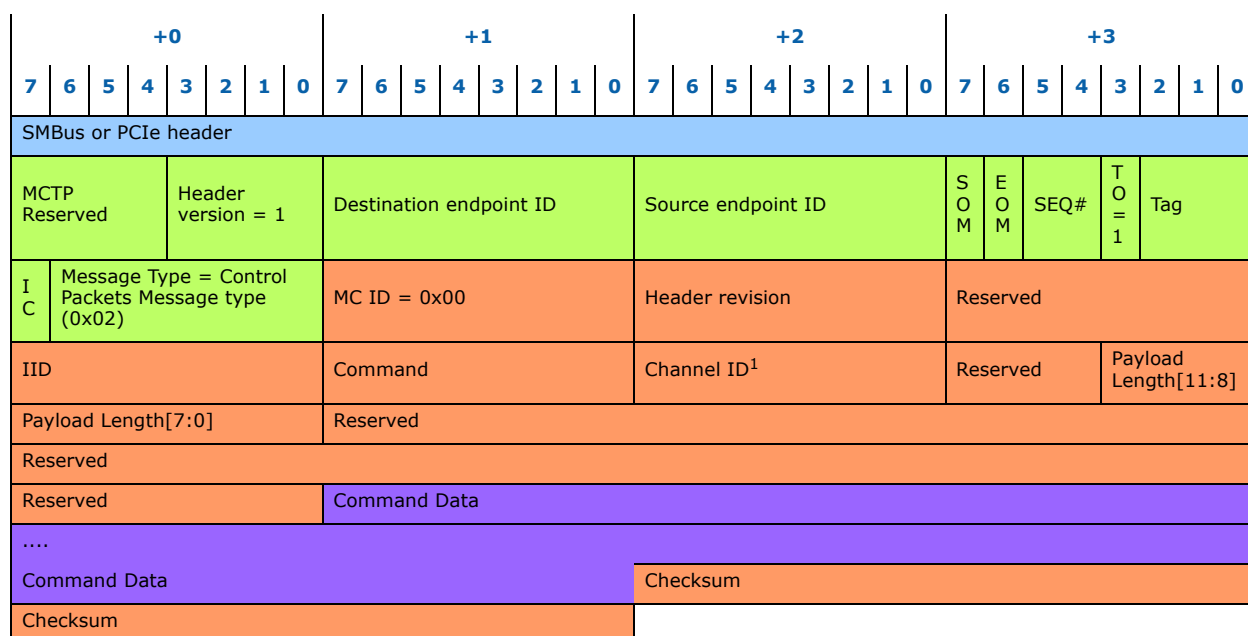 +0 +1 +2 +3
7 6 5 4 3 2 1 0 7 6 5 4 3 2 1 0 7 6 5 4 3 2 1 0 7 6 5 4 3 2 1 0
SMBus or PCIe header
MCTP
Reserved
Header
version = 1
Destination endpoint ID
Source endpoint ID
S
O
M
E
O
M
SEQ#
T
O
=
1
Tag
I
C
Message Type = Control
Packets Message type
(0x02)
MC ID = 0x00
Header revision
Reserved
IID
Command
Channel ID1
Reserved
Payload
Length[11:8]
Payload Length[7:0]
Reserved
Reserved
Reserved
Command Data
....
Command Data
Checksum
Checksum